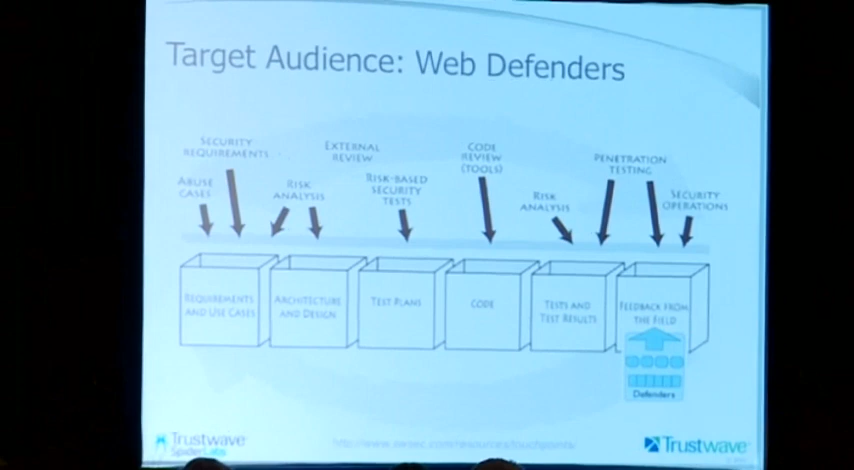 Target Audience: Web Defenders
SECURITY
REQUIREMENTS
EXTERNAL
REVIEW
CODE
REVIEW
(TOOLS)
PENETRATION
TESTING
ABUSE
CASES
RISK
ANALYSIS
RISK-BASED
SECURITY
TESTS
RISK
ANALYSIS
SECURITY
OPERATIONS
REQUIREMENTS
AND USE CASES
ARCHITECTURE
AND DESIGN
TEST PLANS
CODE
TESTS AND
TEST RESULTS
FEEDBACK FROM
THE FIELD
Defenders
Trustwave
SpiderLabs
Trustwave